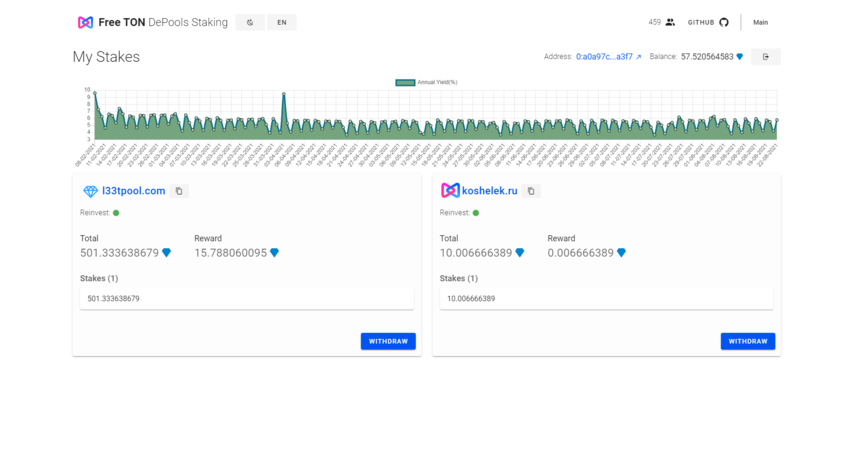 Free TON DePools Staking
EN
459
GITHUB
Main
My Stakes
Address: 0:a0a97c...a3f7
Balance: 57.520564583
Annual Yield(%)
10
9
8
7
6
5
4
3
l33tpool.com
Reinvest:
Total
Reward
501.333638679
15.788060095
Stakes (1)
501.333638679
WITHDRAW
koshelek.ru
Reinvest:
Total
Reward
10.006666389
0.006666389
Stakes (1)
10.006666389
WITHDRAW